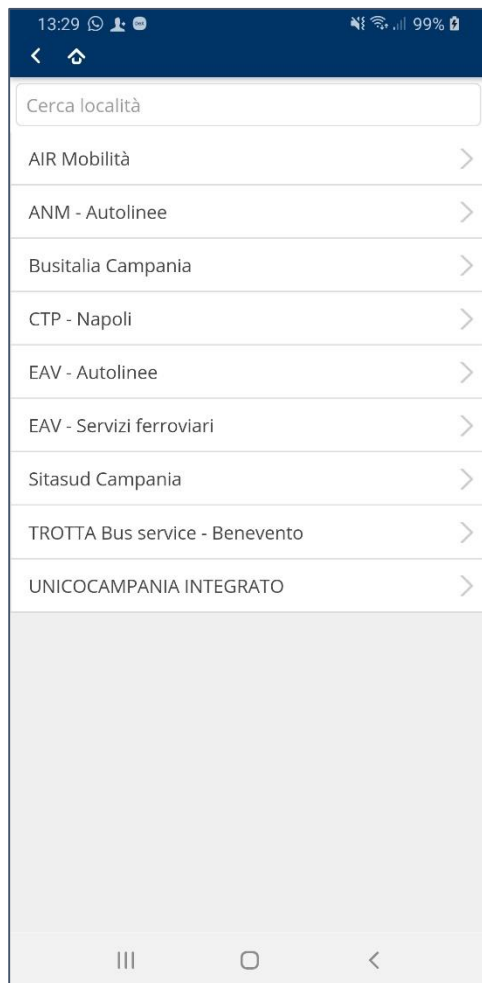 13:29 99%
Cerca località
AIR Mobilità
ANM - Autolinee
Busitalia Campania
CTP - Napoli
EAV - Autolinee
EAV - Servizi ferroviari
Sitasud Campania
TROTTA Bus service - Benevento
UNICOCAMPANIA INTEGRATO